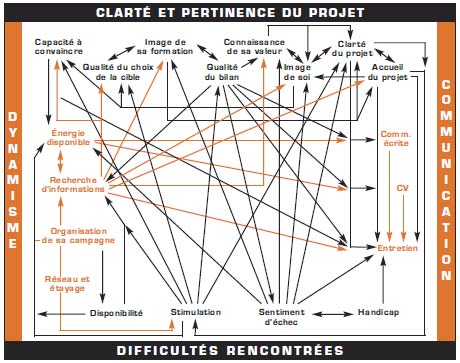 CLARTÉ ET PERTINENCE DU PROJET
DYNAMISME
COMMUNICATION
Capacité à
convaincre
Image de
sa formation
Connaissance
de sa valeur
Clarté
du projet
Qualité du choix
de la cible
Qualité
du bilan
Image
de soi
Accueil
du projet
Énergie
disponible
Comm.
écrite
Recherche
d'informations
CV
Organisation
de sa campagne
Entretien
Réseau et
étayage
Disponibilité
Stimulation
Sentiment
d'échec
Handicap
DIFFICULTÉS RENCONTRÉES